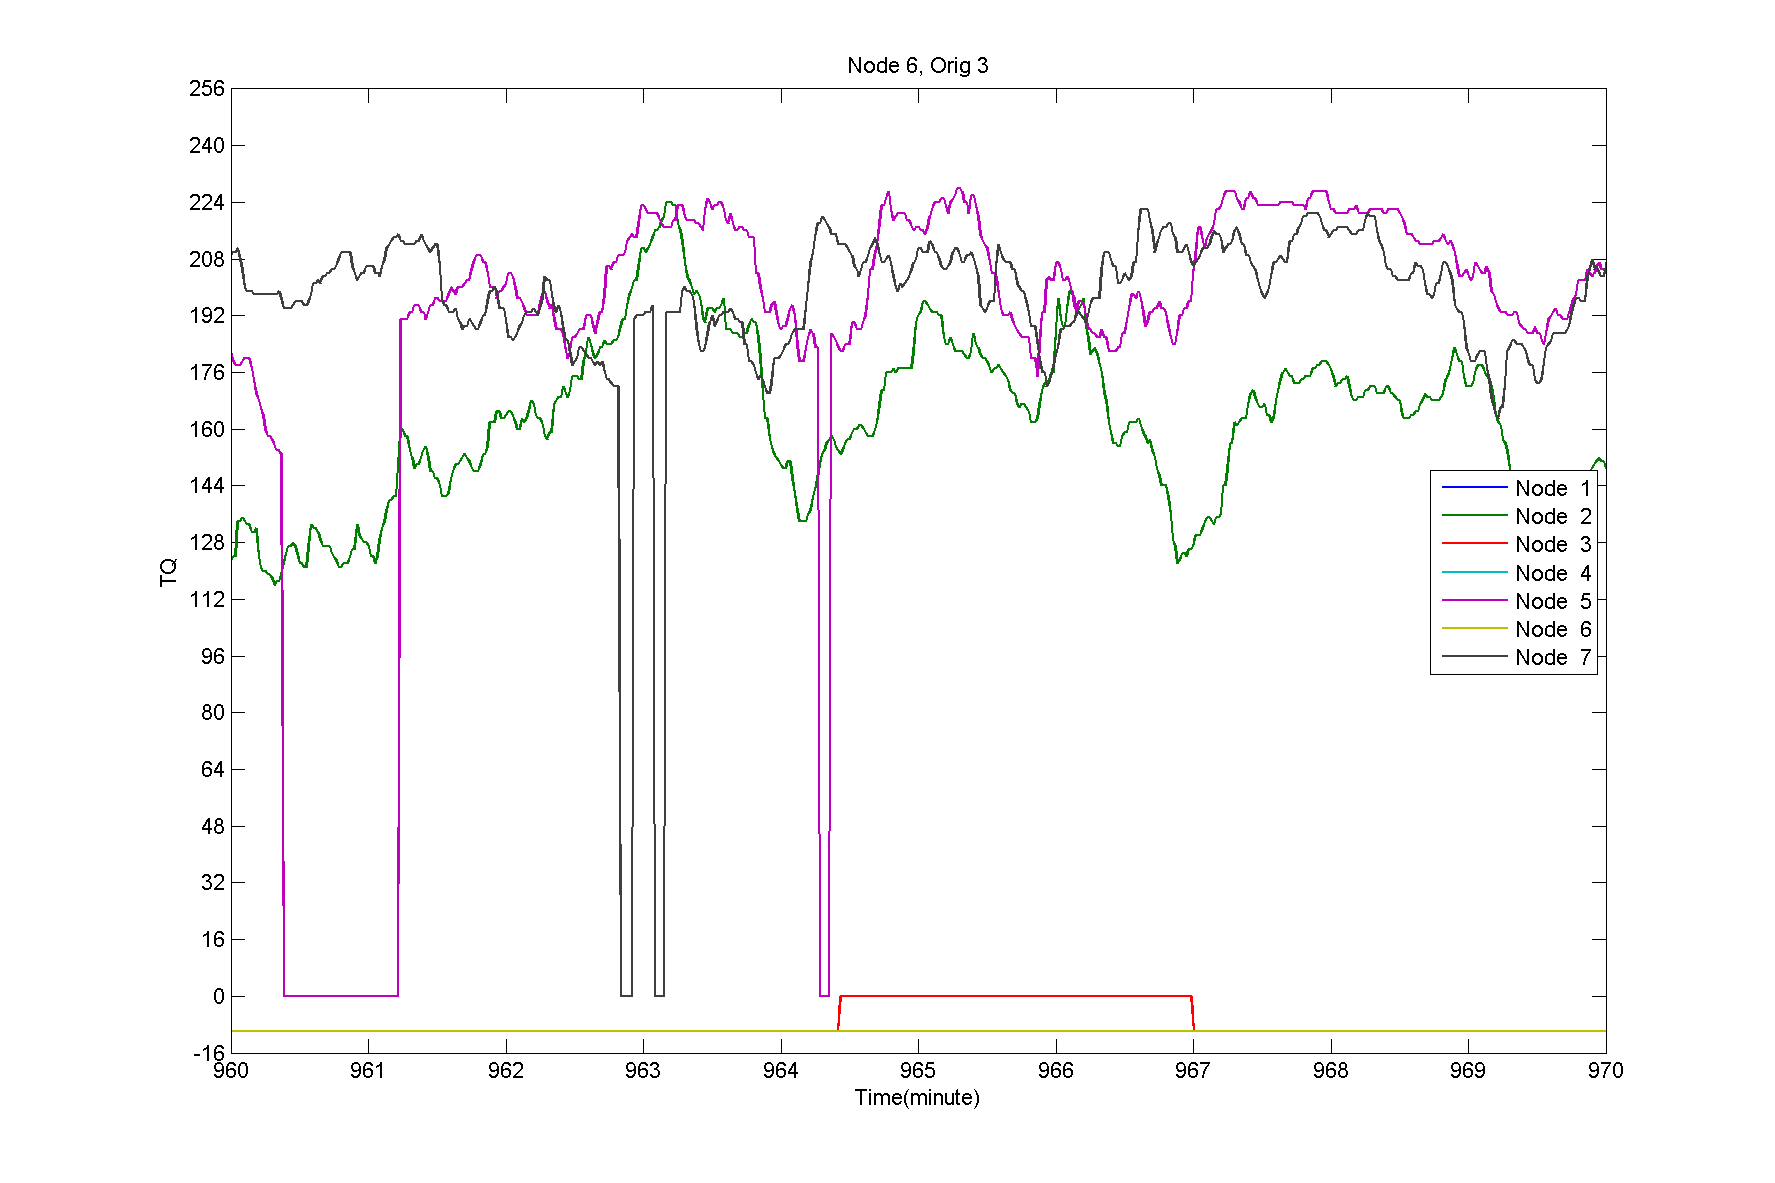 Node 6, Orig 3
256
240
224
208
192
176
160
144
128
112
96
80
64
48
32
16
0
-16
TQ
Node 1
Node 2
Node 3
Node 4
Node 5
Node 6
Node 7
960 961 962 963 964 965 966 967 968 969 970
Time(minute)